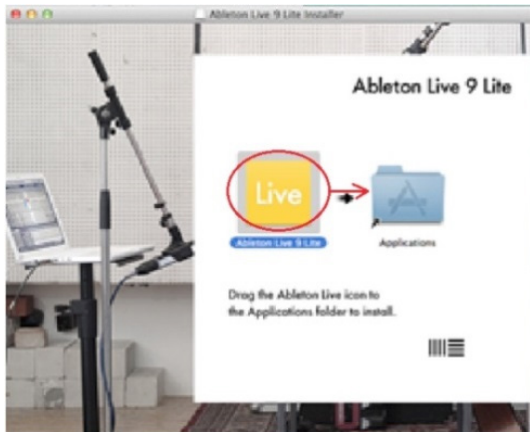 Ableton Live 9 Lite Installer
Ableton Live 9 Lite
Live
Ableton Live 9 Lite
Applications
Drag the Ableton Live icon to
the Applications folder to install.